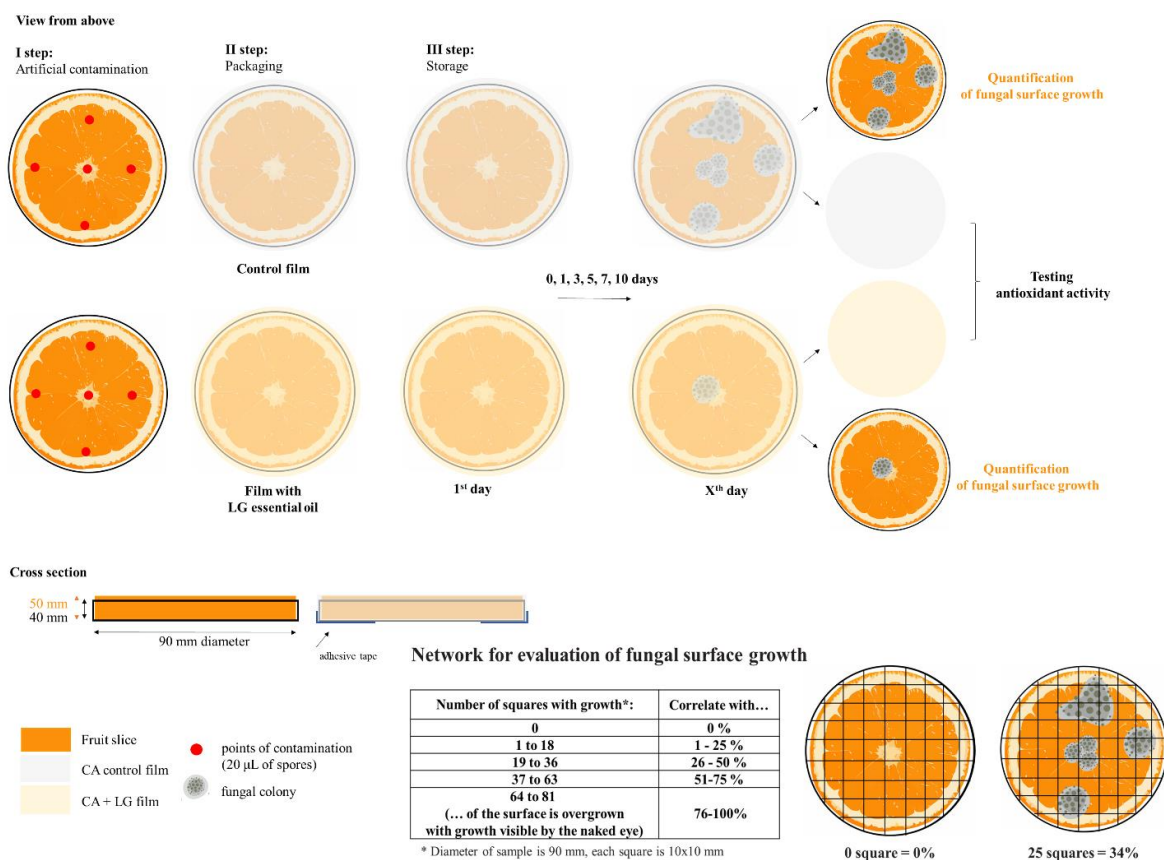 View from above
I step:
Artificial contamination
II step:
Packaging
III step:
Storage
Quantification
of fungal surface growth
Control film
0, 1, 3, 5, 7, 10 days
Testing
antioxidant activity
Film with
LG essential oil
1st day
Xth day
Quantification
of fungal surface growth
Cross section
50 mm
40 mm
90 mm diameter
adhesive tape
Network for evaluation of fungal surface growth
Number of squares with growth*: Correlate with…
0 0 %
1 to 18 1 - 25 %
19 to 36 26 - 50 %
37 to 63 51-75 %
64 to 81
(… of the surface is overgrown
with growth visible by the naked eye) 76-100%
* Diameter of sample is 90 mm, each square is 10x10 mm
Fruit slice
CA control film
CA + LG film
points of contamination
(20 µL of spores)
fungal colony
0 square = 0%
25 squares = 34%